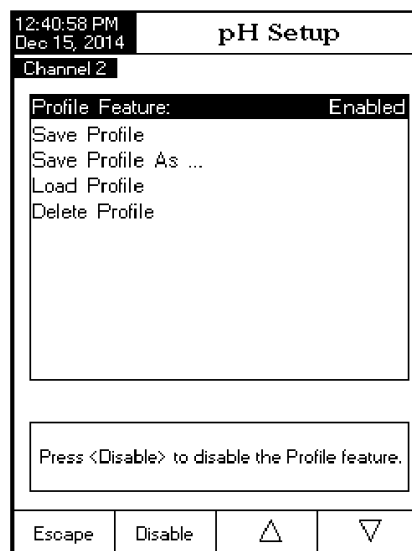 12:40:58 PM
Dec 15, 2014
pH Setup
Channel 2
Profile Feature: Enabled
Save Profile
Save Profile As ...
Load Profile
Delete Profile
Press <Disable> to disable the Profile feature.
Escape Disable △ ▽